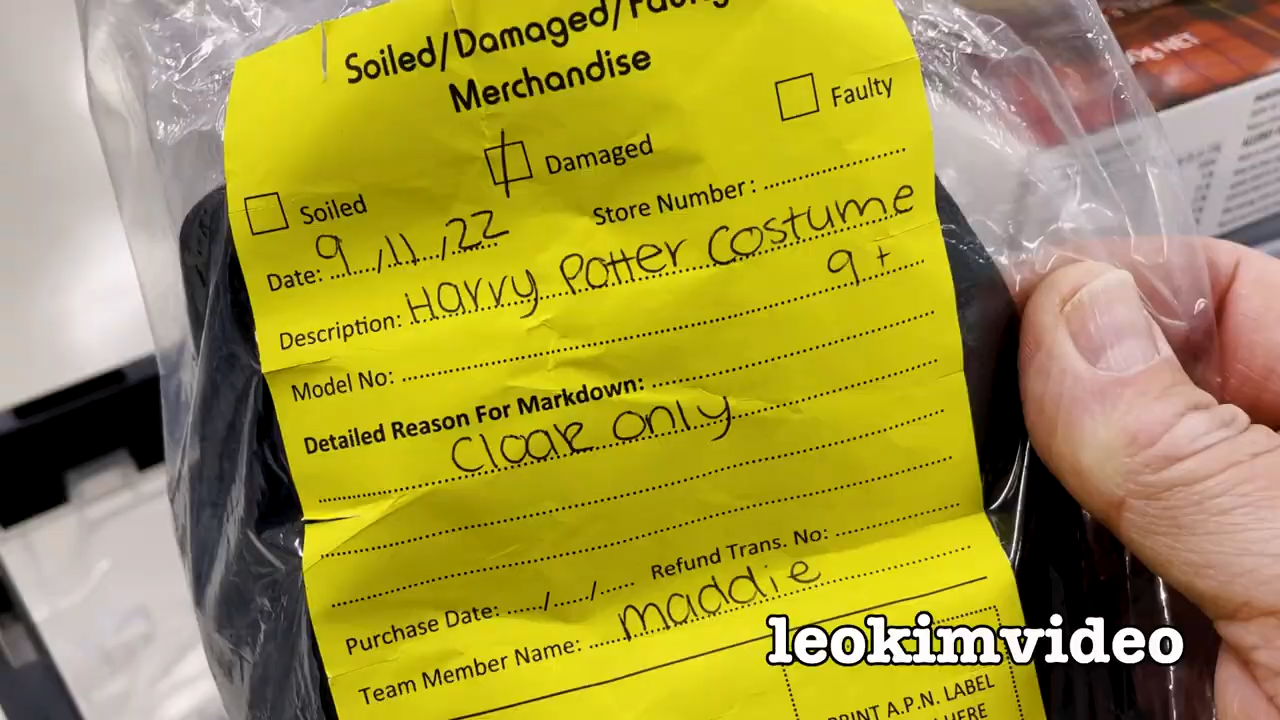 Soiled/Damaged/Faulty
Merchandise
Soiled
Damaged
Faulty
Date: 9/11/22 Store Number:
Description: Harry Potter Costume
9+
Model No:
Detailed Reason For Markdown:
Cloak only
Purchase Date: / / Refund Trans. No:
Team Member Name: maddie
PRINT A.P.N. LABEL
HERE
NET
leokimvideo